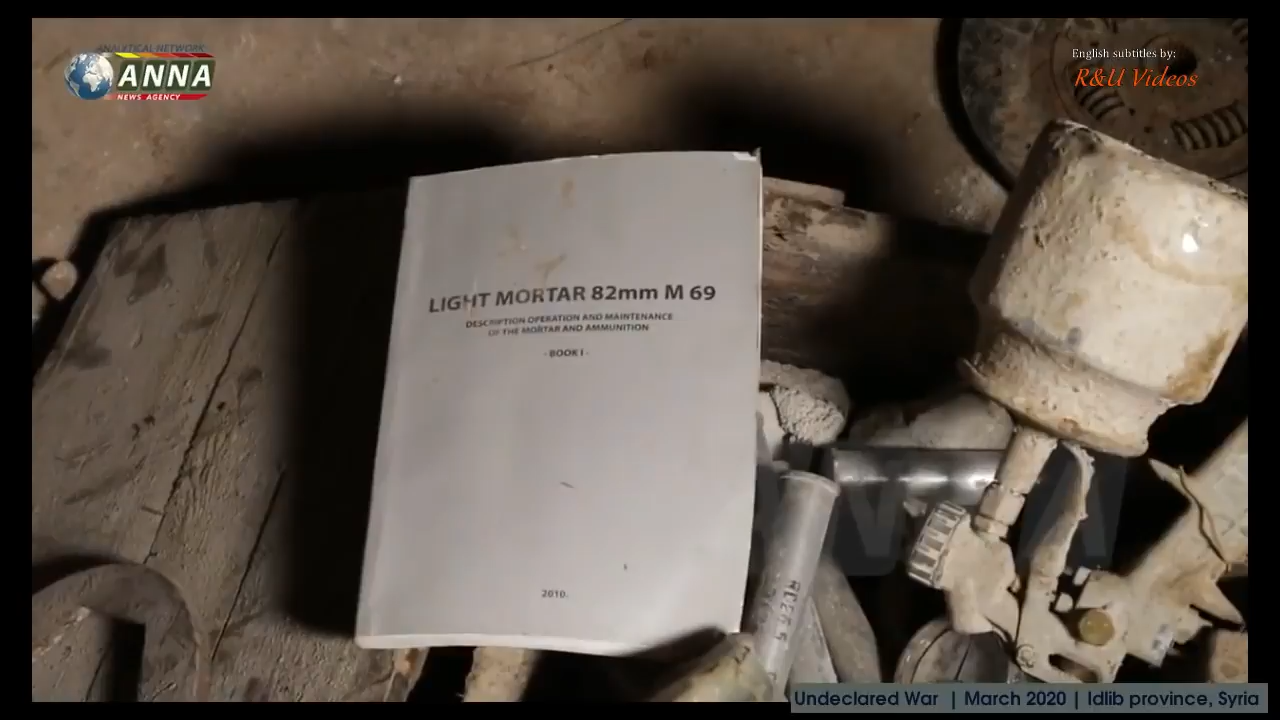 ANALYTICAL NETWORK
ANNA
NEWS AGENCY
English subtitles by:
R&U Videos
LIGHT MORTAR 82mm M 69
DESCRIPTION OPERATION AND MAINTENANCE
OF THE MORTAR AND AMMUNITION
- BOOK I -
2010.
Undeclared War | March 2020 | Idlib province, Syria